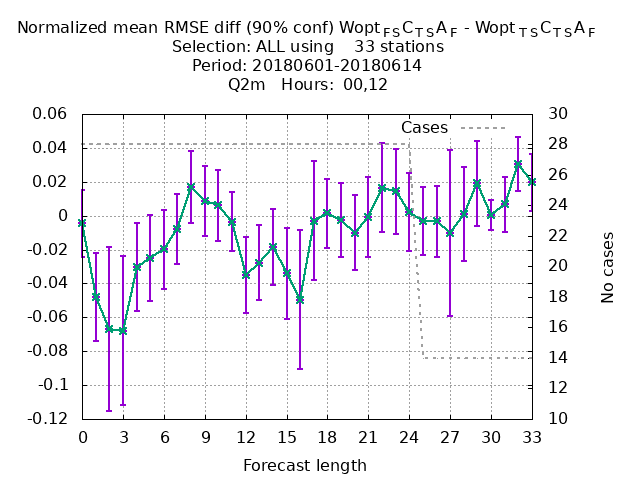 Normalized mean RMSE diff (90% conf) Wopt FS C TS A F - Wopt TS C TS A F
Selection: ALL using 33 stations
Period: 20180601-20180614
Q2m Hours: 00,12
0.06
0.04
0.02
0
-0.02
-0.04
-0.06
-0.08
-0.1
-0.12
Cases
30
28
26
24
22
20
18
16
14
12
10
No cases
0 3 6 9 12 15 18 21 24 27 30 33
Forecast length